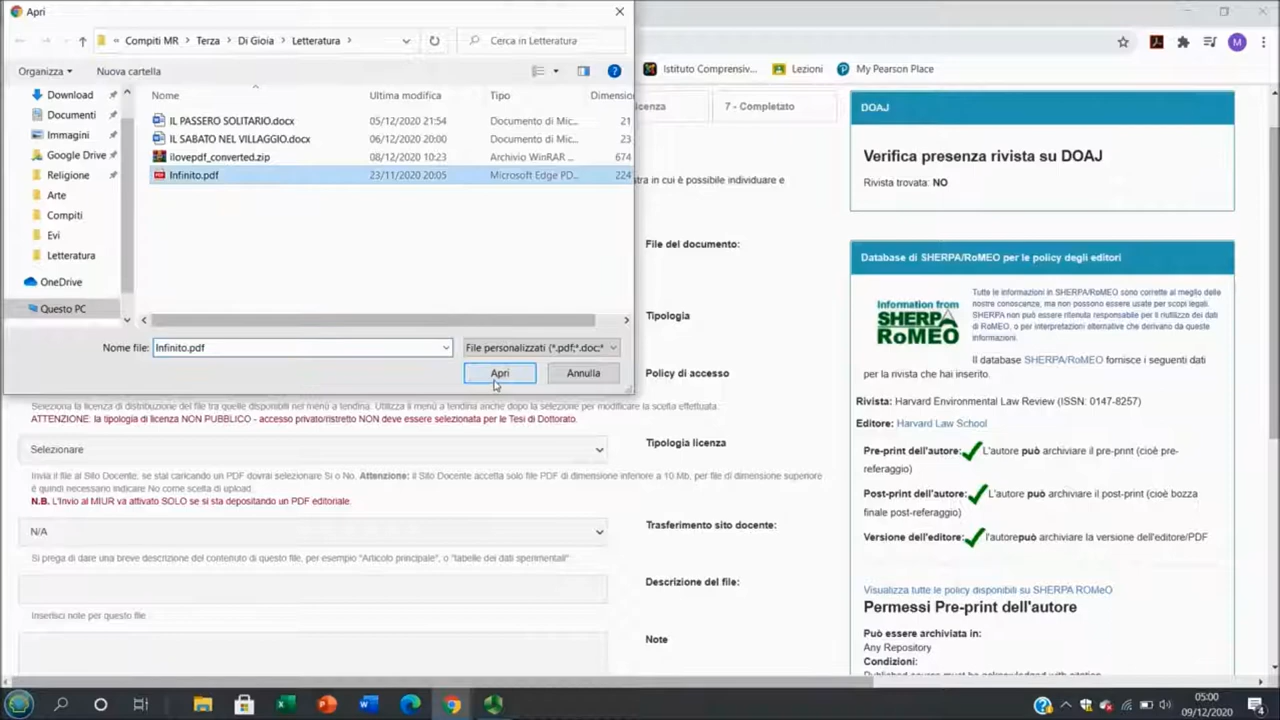 Apri
Compiti MR
Terza
Di Gioia
Letteratura
Cerca in Letteratura
Organizza
Nuova cartella
Download
Documenti
Immagini
Google Drive
Religione
Arte
Compiti
Evi
Letteratura
OneDrive
Questo PC
Nome Ultima modifica Tipo Dimensio
IL PASSERO SOLITARIO.docx 05/12/2020 21:54 Documento di Mic... 21
IL SABATO NEL VILLAGGIO.docx 06/12/2020 20:00 Documento di Mic... 23
ilovepdf_converted.zip 08/12/2020 10:23 Archivio WinRAR ... 674
Infinito.pdf 23/11/2020 20:05 Microsoft Edge PD... 224
Nome file: Infinito.pdf
File personalizzati (*.pdf;*.doc;*
Apri
Annulla
M
Istituto Comprensiv...
Lezioni
My Pearson Place
icenza
7 - Completato
stra in cui è possibile individuare e
File del documento:
Tipologia
Policy di accesso
Seleziona la licenza di distribuzione del file tra quelle disponibili nel menù a tendina. Utilizza il menù a tendina anche dopo la selezione per modificare la scelta effettuata.
ATTENZIONE: la tipologia di licenza NON PUBBLICO - accesso privato/ristretto NON deve essere selezionata per le Tesi di Dottorato.
Selezionare
Tipologia licenza
Invia il file al Sito Docente, se stai caricando un PDF dovrai selezionare Si o No. Attenzione: il Sito Docente accetta solo file PDF di dimensione inferiore a 10 Mb, per file di dimensione superiore
è quindi necessario indicare No come scelta di upload.
N.B. L'Invio al MIUR va attivato SOLO se si sta depositando un PDF editoriale.
N/A
Trasferimento sito docente:
Si prega di dare una breve descrizione del contenuto di questo file, per esempio "Articolo principale", o "tabelle dei dati sperimentali"
Descrizione del file:
Inserisci note per questo file
Note
DOAJ
Verifica presenza rivista su DOAJ
Rivista trovata: NO
Database di SHERPA/RoMEO per le policy degli editori
Information from
SHERPA
RoMEO
Tutte le informazioni in SHERPA/RoMEO sono corrette al meglio delle
nostre conoscenze, ma non possono essere usate per scopi legali.
SHERPA non può essere ritenuta responsabile per il riutilizzo dei dati
di RoMEO, o per interpretazioni alternative che derivano da queste
informazioni.
Il database SHERPA/RoMEO fornisce i seguenti dati
per la rivista che hai inserito.
Rivista: Harvard Environmental Law Review (ISSN: 0147-8257)
Editore: Harvard Law School
Pre-print dell'autore: L'autore può archiviare il pre-prnt (cioè pre-
referaggio)
Post-print dell'autore: L'autore può archiviare il post-prnt (cioè bozza
finale post-referaggio)
Versione dell'editore: l'autorepuò archiviare la versione dell'editore/PDF
Visualizza tutte le policy disponibili su SHERPA ROMeO
Permessi Pre-print dell'autore
Può essere archiviata in:
Any Repository
Condizioni:
Published source must be acknowledged with citation
05:00
09/12/2020
4